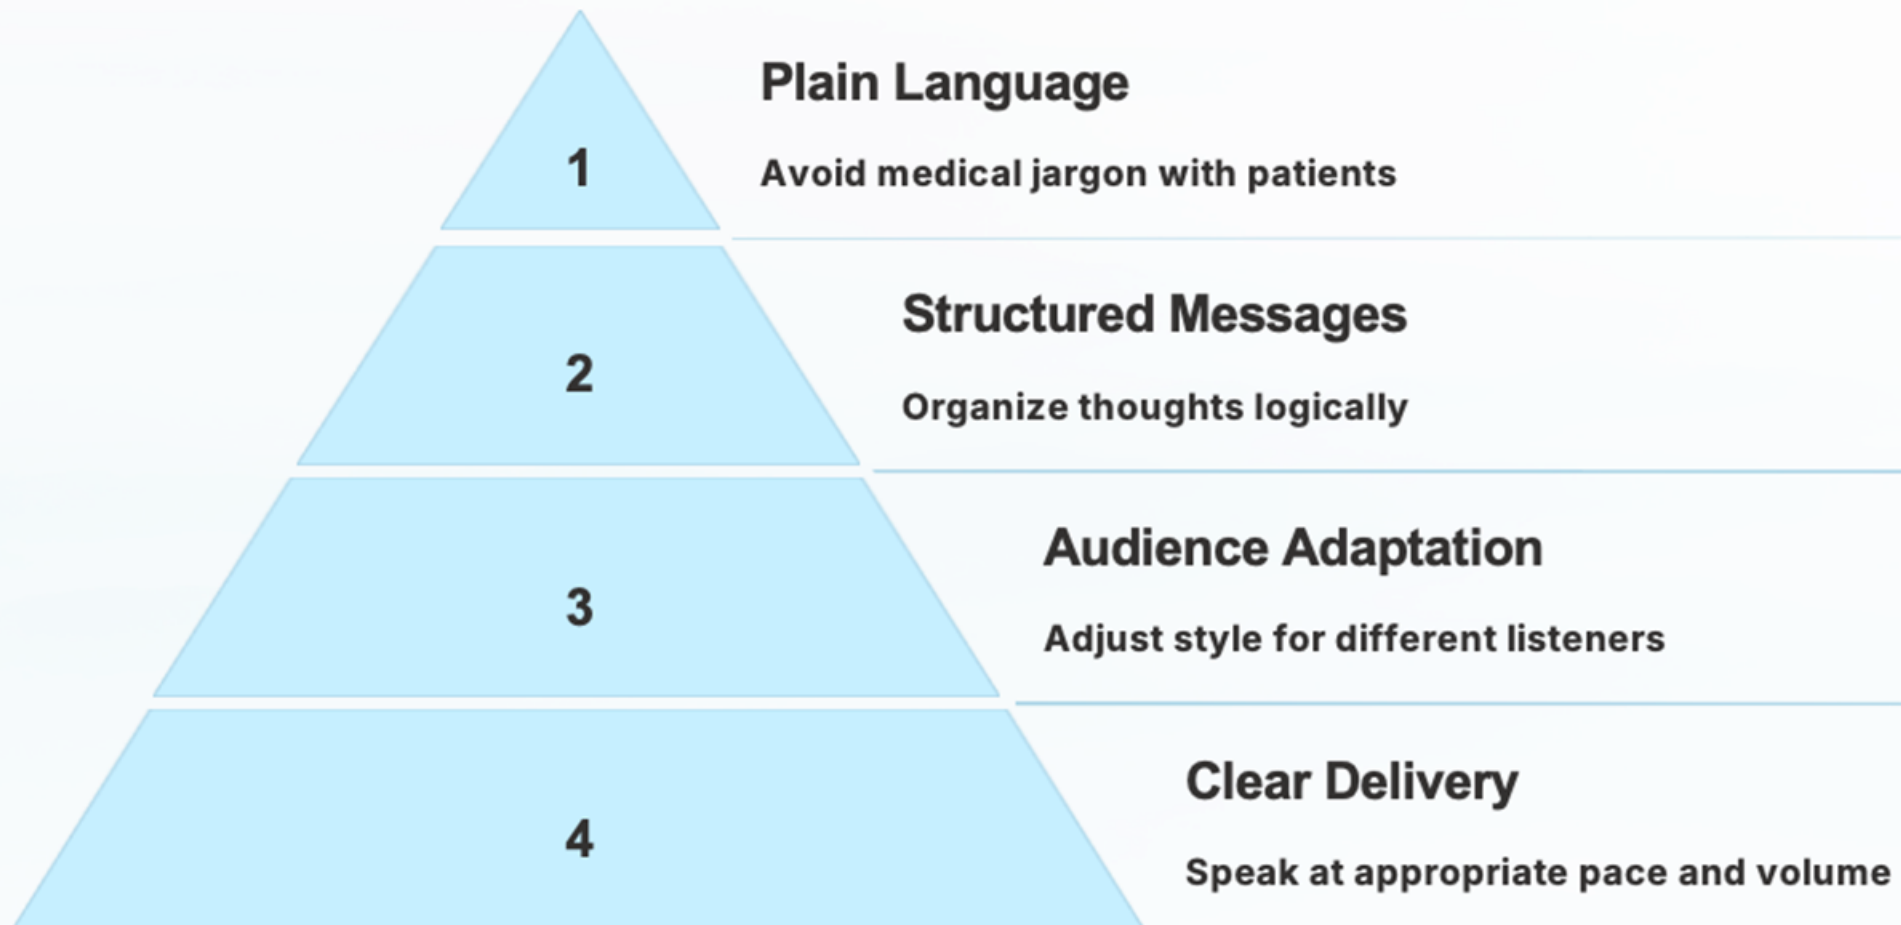 1
Plain Language
Avoid medical jargon with patients
2
Structured Messages
Organize thoughts logically
3
Audience Adaptation
Adjust style for different listeners
4
Clear Delivery
Speak at appropriate pace and volume